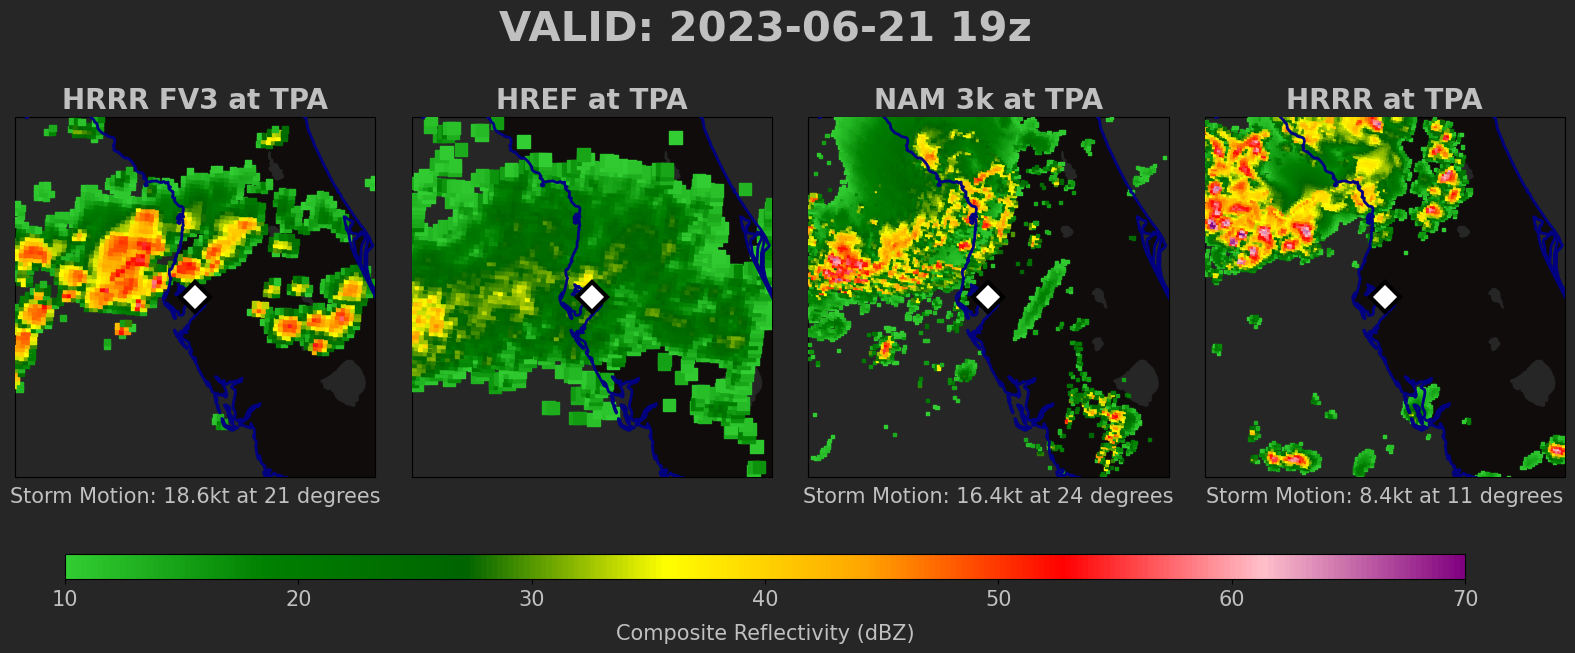 VALID: 2023-06-21 19z
HRRR FV3 at TPA
HREF at TPA
NAM 3k at TPA
HRRR at TPA
Storm Motion: 18.6kt at 21 degrees
Storm Motion: 16.4kt at 24 degrees
Storm Motion: 8.4kt at 11 degrees
10 20 30 40 50 60 70
Composite Reflectivity (dBZ)